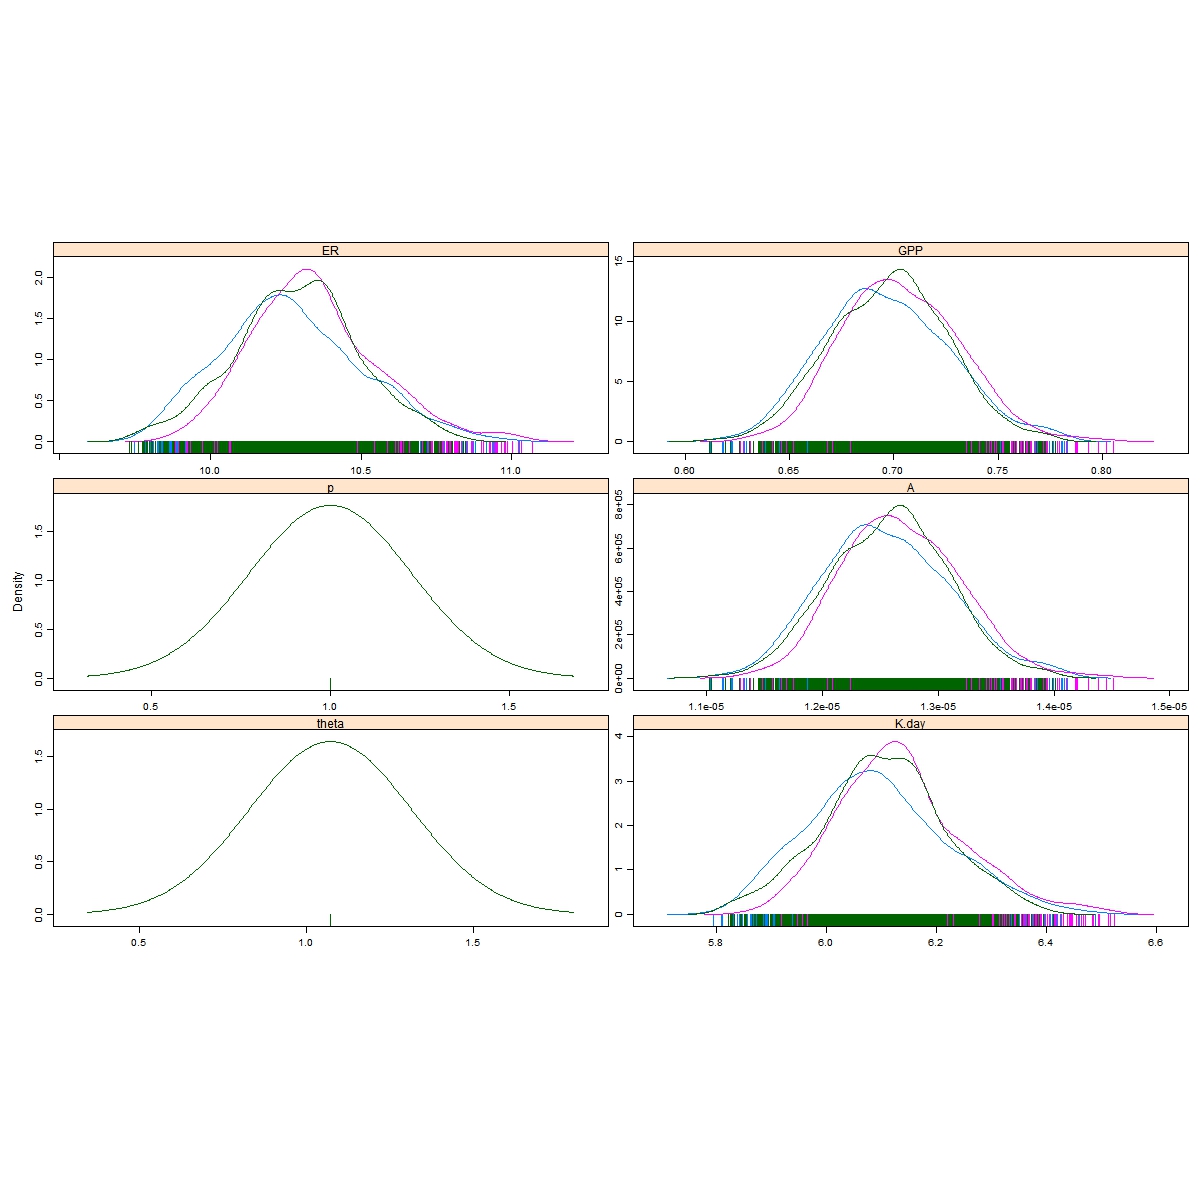 ER
0.0 0.5 1.0 1.5 2.0
10.0 10.5 11.0
GPP
0 5 10 15
0.60 0.65 0.70 0.75 0.80
Density
p
0.0 0.5 1.0 1.5
0.5 1.0 1.5
A
0e+00 2e+05 4e+05 6e+05 8e+05
1.1e-05 1.2e-05 1.3e-05 1.4e-05 1.5e-05
theta
0.0 0.5 1.0 1.5
0.5 1.0 1.5
K.day
0 1 2 3 4
5.8 6.0 6.2 6.4 6.6